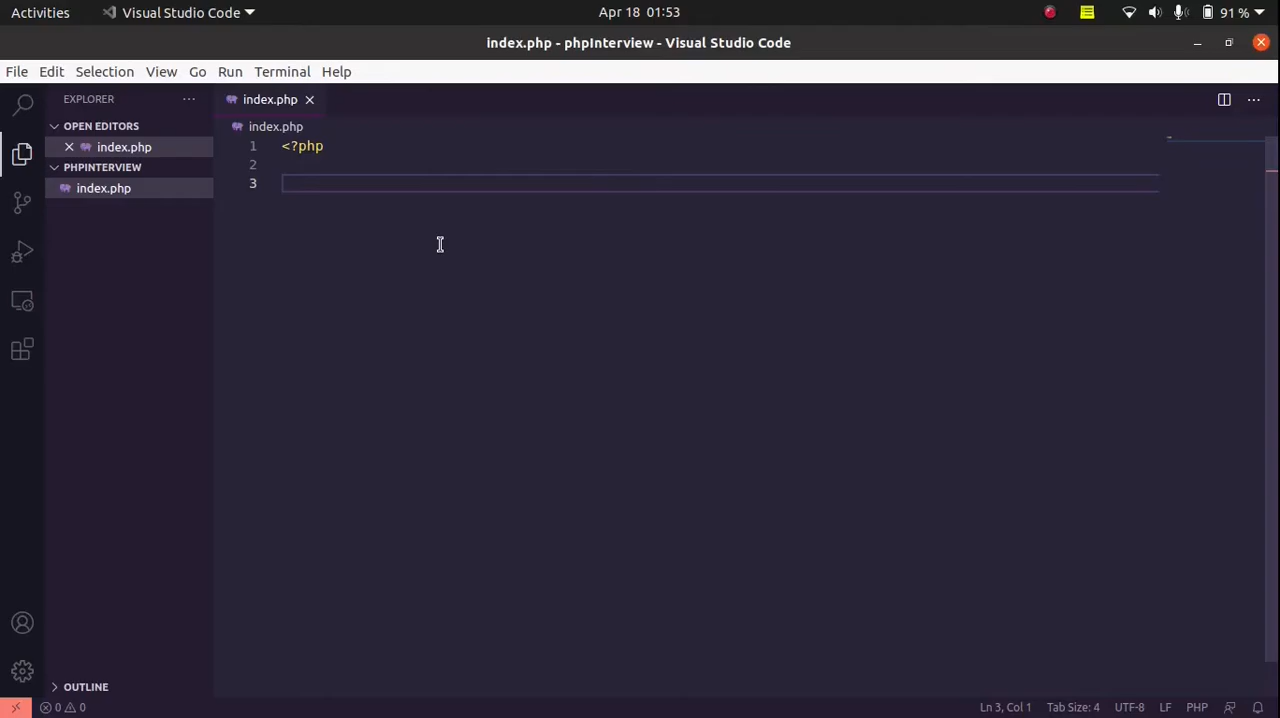 Activities Visual Studio Code Apr 18 01:53 91 %
index.php - phpInterview - Visual Studio Code
File Edit Selection View Go Run Terminal Help
EXPLORER ··· index.php
OPEN EDITORS
index.php
PHPINTERVIEW
index.php
index.php
1 <?php
2
3
OUTLINE
0 0 Ln 3, Col 1 Tab Size: 4 UTF-8 LF PHP